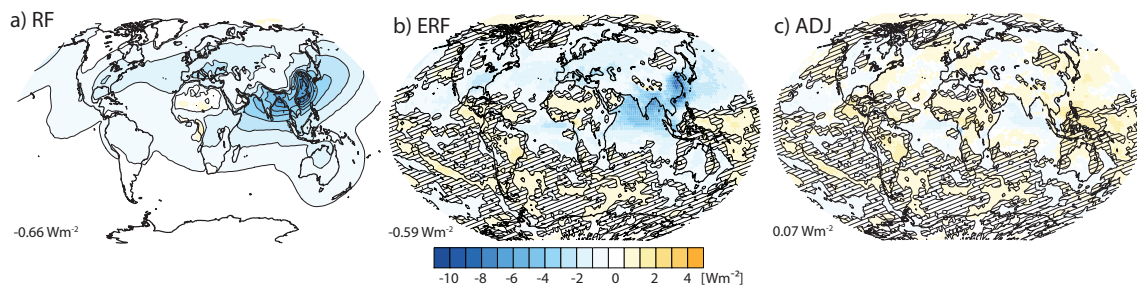 a) RF
b) ERF
c) ADJ
-0.66 Wm⁻²
-0.59 Wm⁻²
0.07 Wm⁻²
-10 -8 -6 -4 -2 0 2 4 [Wm⁻²]